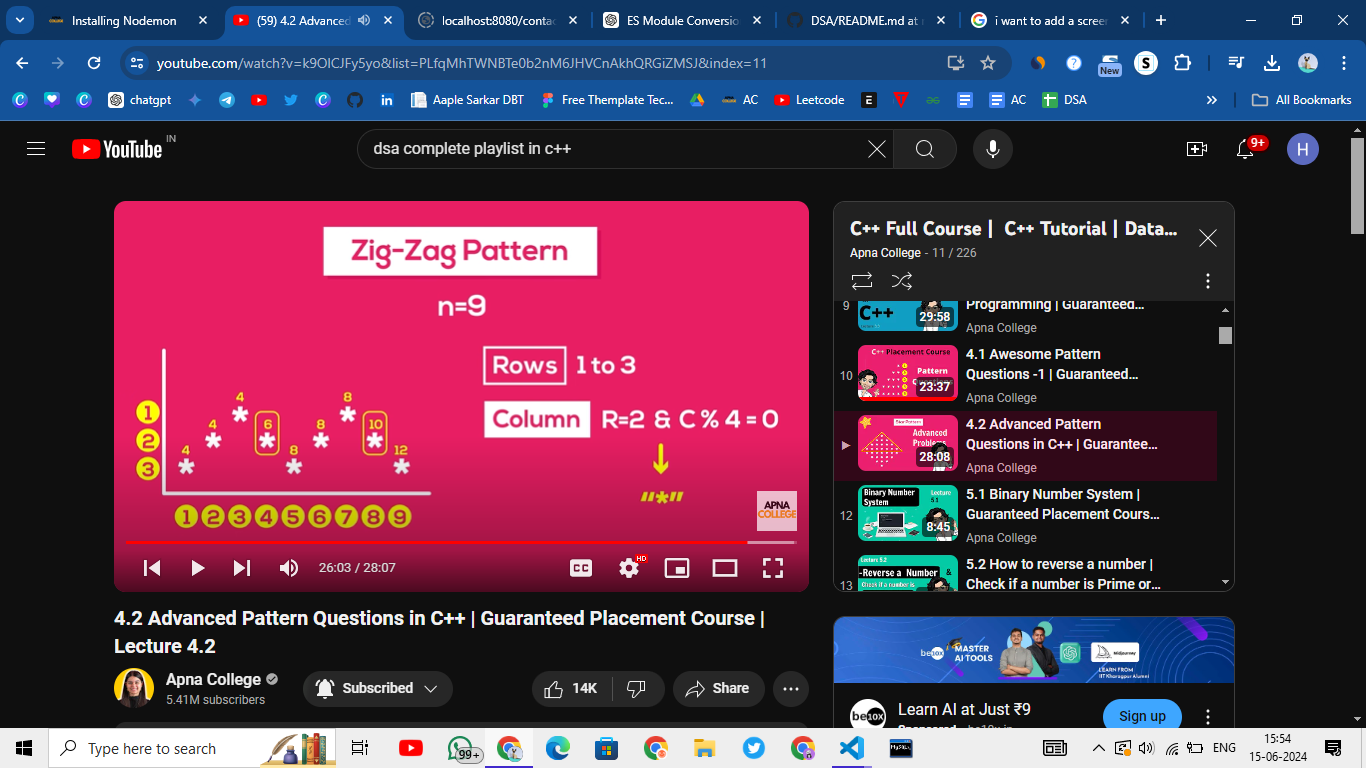 Installing Nodemon
(59) 4.2 Advanced
localhost:8080/contac
ES Module Conversio
DSA/README.md at
i want to add a screen
youtube.com/watch?v=k9OlCJFy5yo&list=PLfqMhTWNBTe0b2nM6JHVCnAkhQRGiZMSJ&index=11
New
chatgpt
Aaple Sarkar DBT
Free Themplate Tec...
AC
Leetcode
AC
DSA
All Bookmarks
YouTube IN
dsa complete playlist in c++
9+
H
Zig-Zag Pattern
n=9
Rows 1 to 3
Column R=2 & C % 4 = 0
"*"
1
2
3
4 4 4 6 8 8 8 10 12
* * * * * * * * *
1 2 3 4 5 6 7 8 9
APNA
COLLEGE
26:03 / 28:07
CC
HD
4.2 Advanced Pattern Questions in C++ | Guaranteed Placement Course |
Lecture 4.2
Apna College
5.41M subscribers
Subscribed
14K
Share
C++ Full Course | C++ Tutorial | Data...
Apna College - 11 / 226
9
C++
29:58
Programming | Guaranteed...
Apna College
10
C++ Placement Course
Pattern
23:37
4.1 Awesome Pattern
Questions -1 | Guaranteed...
Apna College
Advanced
Problems
28:08
4.2 Advanced Pattern
Questions in C++ | Guarantee...
Apna College
12
Binary Number
System
Lecture
5.1
8:45
5.1 Binary Number System |
Guaranteed Placement Cours...
Apna College
13
Lecture 5.2
-Reverse a Number &
Check if a number is
5.2 How to reverse a number |
Check if a number is Prime or...
be10x
MASTER
AI TOOLS
Midjourney
LEARN FROM
IIT Kharagpur Alumni
be10x
Learn AI at Just ₹9
Sponsored
Sign up
Type here to search
99+
MySQL
ENG
15:54
15-06-2024